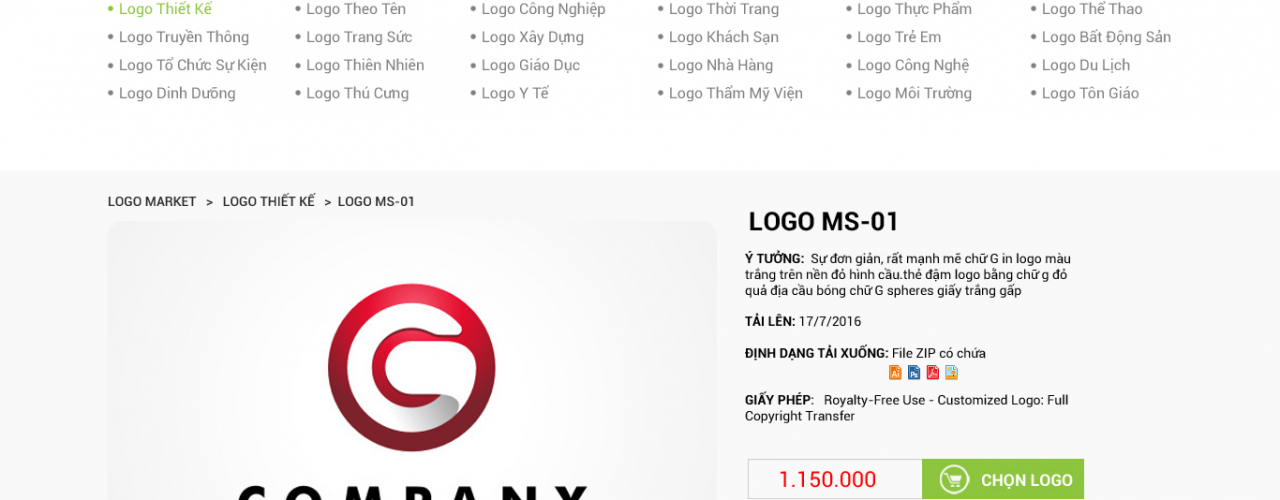 Logo Thiết Kế Logo Theo Tên Logo Công Nghiệp Logo Thời Trang Logo Thực Phẩm Logo Thể Thao
Logo Truyền Thông Logo Trang Sức Logo Xây Dựng Logo Khách Sạn Logo Trẻ Em Logo Bất Động Sản
Logo Tổ Chức Sự Kiện Logo Thiên Nhiên Logo Giáo Dục Logo Nhà Hàng Logo Công Nghệ Logo Du Lịch
Logo Dinh Dưỡng Logo Thú Cưng Logo Y Tế Logo Thẩm Mỹ Viện Logo Môi Trường Logo Tôn Giáo
LOGO MARKET > LOGO THIẾT KẾ > LOGO MS-01
COMPANY
LOGO MS-01
Ý TƯỞNG: Sự đơn giản, rất mạnh mẽ chữ G in logo màu
trắng trên nền đỏ hình cầu.thẻ đậm logo bằng chữ g đỏ
quả địa cầu bóng chữ G spheres giấy trắng gấp
TẢI LÊN: 17/7/2016
ĐỊNH DẠNG TẢI XUỐNG: File ZIP có chứa
Ai Ps
GIẤY PHÉP: Royalty-Free Use - Customized Logo: Full
Copyright Transfer
1.150.000 CHỌN LOGO